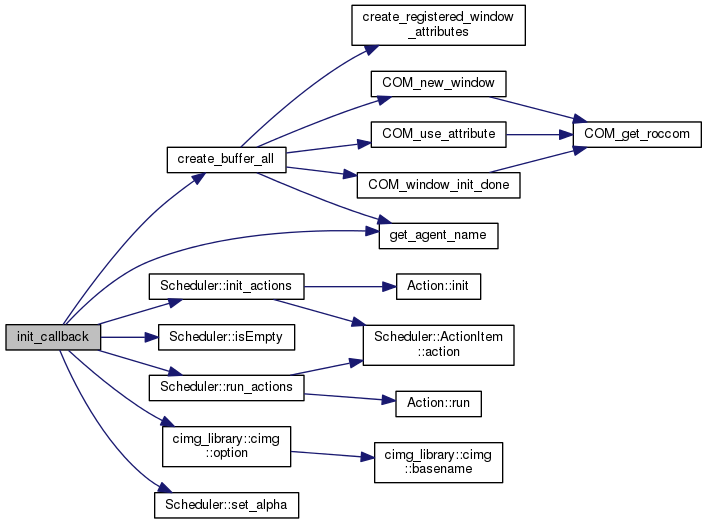 create_registered_window
_attributes
COM_new_window
COM_use_attribute
COM_get_roccom
create_buffer_all
COM_window_init_done
get_agent_name
Scheduler::init_actions
Action::init
init_callback
Scheduler::isEmpty
Scheduler::ActionItem
::action
Scheduler::run_actions
Action::run
cimg_library::cimg
::option
cimg_library::cimg
::basename
Scheduler::set_alpha